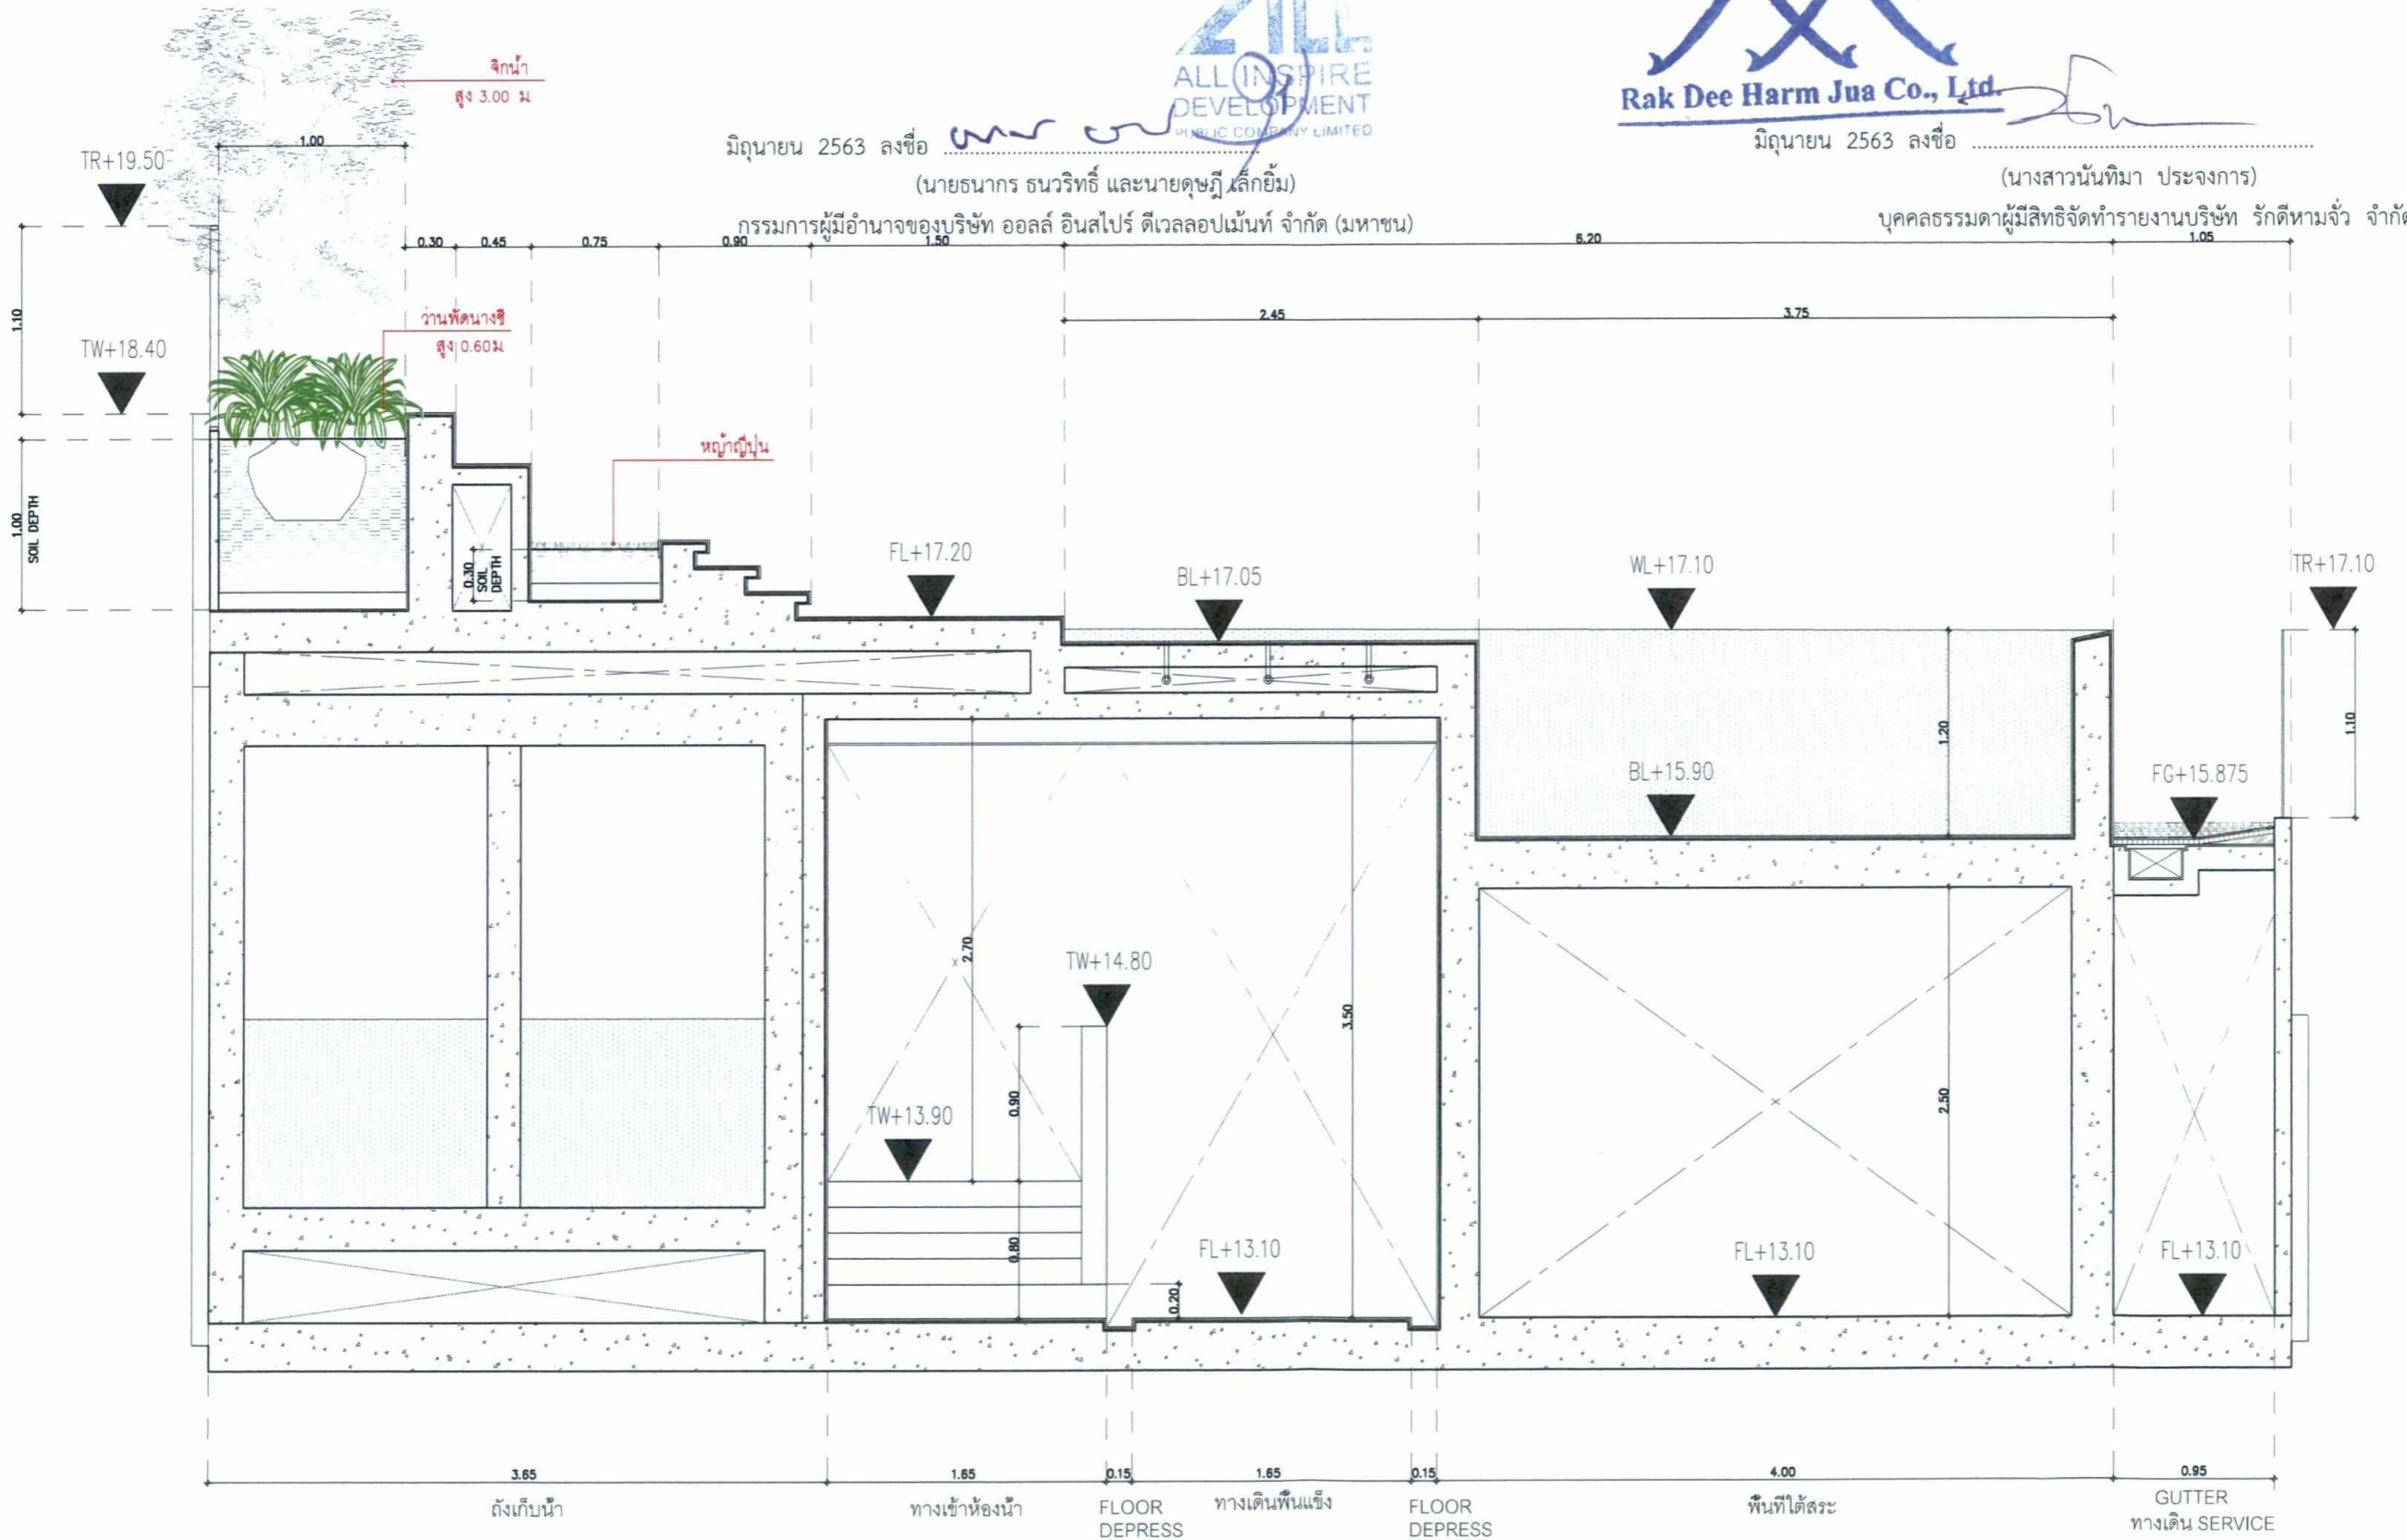 ALL INSPIRE
DEVELOPMENT
PUBLIC COMPANY LIMITED
Rak Dee Harm Jua Co., Ltd.
มิถุนายน 2563 ลงชื่อ
(นายธนากร ธนวริทธิ์ และนายดุษฎี เล็กยิ้ม)
กรรมการผู้มีอำนาจของบริษัท ออลล์ อินสไปร์ ดีเวลลอปเม้นท์ จำกัด (มหาชน)
มิถุนายน 2563 ลงชื่อ
(นางสาวนันทิมา ประจงการ)
บุคคลธรรมดาผู้มีสิทธิจัดทำรายงานบริษัท รักดีหามจั่ว จำกัด
จิกน้ำ
สูง 3.00 ม
1.00
TR+19.50
0.30
0.45
0.75
0.90
1.50
6.20
1.05
1.10
ว่านพัดนางชี
สูง 0.60ม
2.45
3.75
TW+18.40
หญ้าญี่ปุ่น
1.00
SOIL DEPTH
0.30
SOIL
DEPTH
FL+17.20
BL+17.05
WL+17.10
TR+17.10
1.20
1.10
BL+15.90
FG+15.875
2.70
TW+14.80
3.50
0.90
TW+13.90
2.50
0.80
0.20
FL+13.10
FL+13.10
FL+13.10
3.65
1.65
0.15
1.65
0.15
4.00
0.95
ถังเก็บน้ำ
ทางเข้าห้องน้ำ
FLOOR
DEPRESS
ทางเดินพื้นแข็ง
FLOOR
DEPRESS
พื้นที่ใต้สระ
GUTTER
ทางเดิน SERVICE